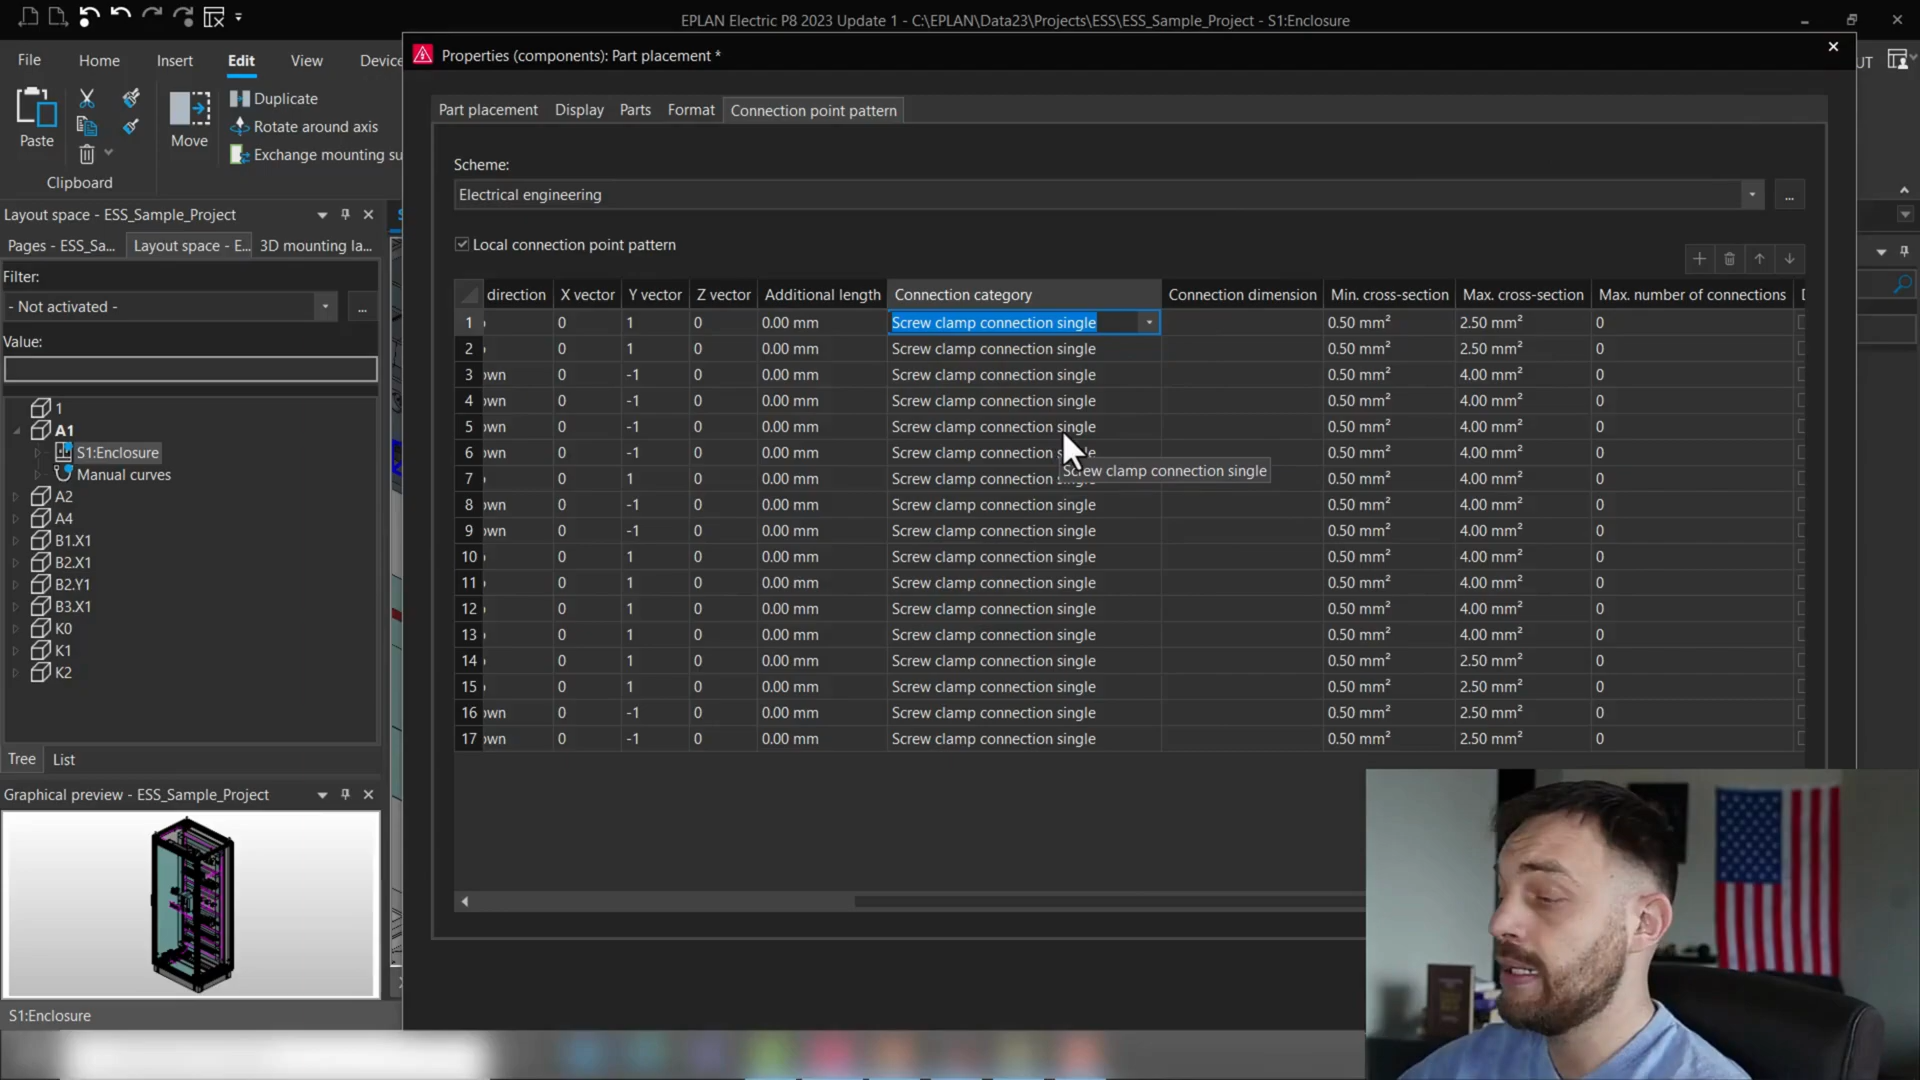 EPLAN Electric P8 2023 Update 1 - C:\EPLAN\Data23\Projects\ESS\ESS_Sample_Project - S1:Enclosure
File Home Insert Edit View Device
Paste
Move
Duplicate
Rotate around axis
Exchange mounting su
Clipboard
Layout space - ESS_Sample_Project
Pages - ESS_Sa... Layout space - E... 3D mounting la...
Filter:
- Not activated -
...
Value:
1
A1
S1:Enclosure
Manual curves
A2
A4
B1.X1
B2.X1
B2.Y1
B3.X1
K0
K1
K2
Tree List
Graphical preview - ESS_Sample_Project
S1:Enclosure
Properties (components): Part placement *
Part placement Display Parts Format Connection point pattern
Scheme:
Electrical engineering
...
Local connection point pattern
direction X vector Y vector Z vector Additional length Connection category Connection dimension Min. cross-section Max. cross-section Max. number of connections
1 0 1 0 0.00 mm Screw clamp connection single 0.50 mm² 2.50 mm² 0
2 0 1 0 0.00 mm Screw clamp connection single 0.50 mm² 2.50 mm² 0
3 own 0 -1 0 0.00 mm Screw clamp connection single 0.50 mm² 4.00 mm² 0
4 own 0 -1 0 0.00 mm Screw clamp connection single 0.50 mm² 4.00 mm² 0
5 own 0 -1 0 0.00 mm Screw clamp connection single 0.50 mm² 4.00 mm² 0
6 own 0 -1 0 0.00 mm Screw clamp connection single 0.50 mm² 4.00 mm² 0
Screw clamp connection single
7 0 1 0 0.00 mm Screw clamp connection single 0.50 mm² 4.00 mm² 0
8 own 0 -1 0 0.00 mm Screw clamp connection single 0.50 mm² 4.00 mm² 0
9 own 0 -1 0 0.00 mm Screw clamp connection single 0.50 mm² 4.00 mm² 0
10 0 1 0 0.00 mm Screw clamp connection single 0.50 mm² 4.00 mm² 0
11 0 1 0 0.00 mm Screw clamp connection single 0.50 mm² 4.00 mm² 0
12 0 1 0 0.00 mm Screw clamp connection single 0.50 mm² 4.00 mm² 0
13 0 1 0 0.00 mm Screw clamp connection single 0.50 mm² 4.00 mm² 0
14 0 1 0 0.00 mm Screw clamp connection single 0.50 mm² 2.50 mm² 0
15 0 1 0 0.00 mm Screw clamp connection single 0.50 mm² 2.50 mm² 0
16 own 0 -1 0 0.00 mm Screw clamp connection single 0.50 mm² 2.50 mm² 0
17 own 0 -1 0 0.00 mm Screw clamp connection single 0.50 mm² 2.50 mm² 0